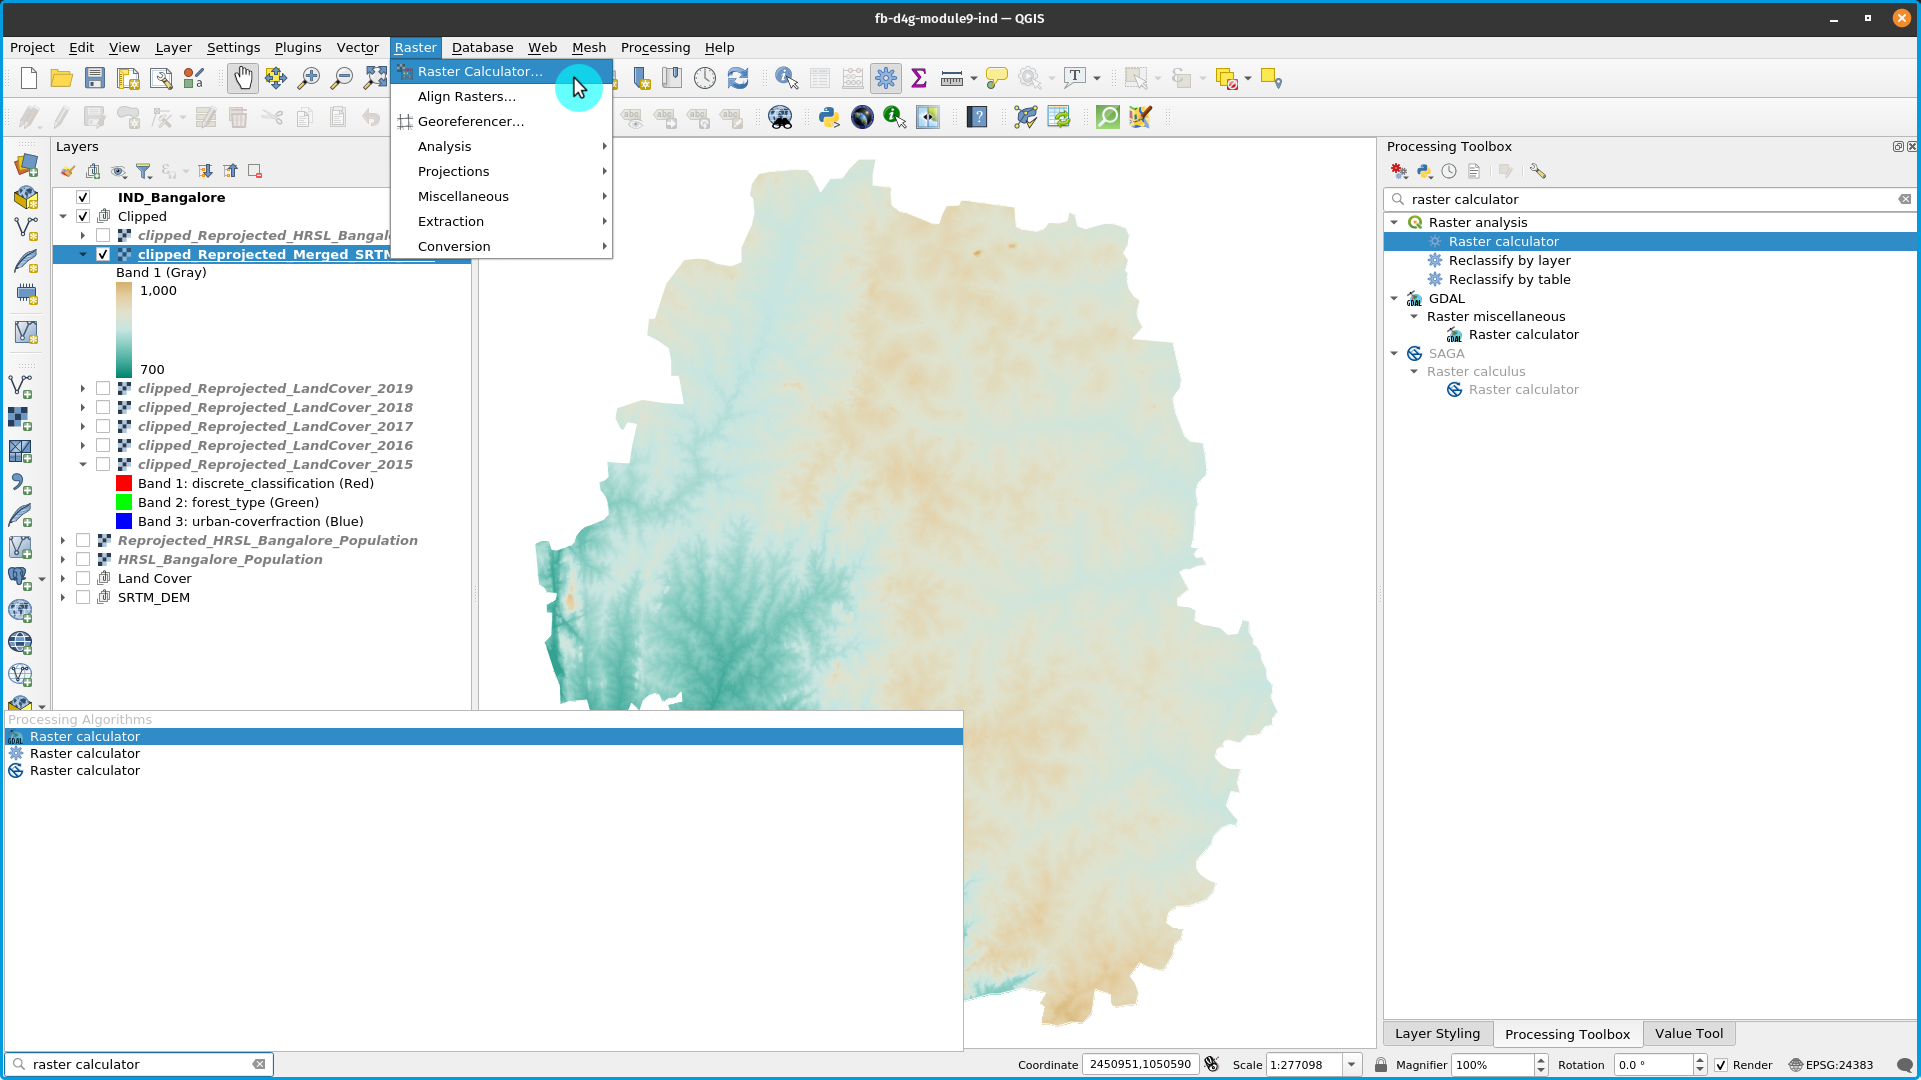 fb-d4g-module9-ind — QGIS
Project Edit View Layer Settings Plugins Vector Raster Database Web Mesh Processing Help
Raster Calculator...
Align Rasters...
Georeferencer...
Analysis
Projections
Miscellaneous
Extraction
Conversion
Layers
IND_Bangalore
Clipped
clipped_Reprojected_HRSL_Bangal
clipped_Reprojected_Merged_SRTM
Band 1 (Gray)
1,000
700
clipped_Reprojected_LandCover_2019
clipped_Reprojected_LandCover_2018
clipped_Reprojected_LandCover_2017
clipped_Reprojected_LandCover_2016
clipped_Reprojected_LandCover_2015
Band 1: discrete_classification (Red)
Band 2: forest_type (Green)
Band 3: urban-coverfraction (Blue)
Reprojected_HRSL_Bangalore_Population
HRSL_Bangalore_Population
Land Cover
SRTM_DEM
Processing Algorithms
Raster calculator
Raster calculator
Raster calculator
raster calculator
Processing Toolbox
raster calculator
Raster analysis
Raster calculator
Reclassify by layer
Reclassify by table
GDAL
Raster miscellaneous
Raster calculator
SAGA
Raster calculus
Raster calculator
Layer Styling Processing Toolbox Value Tool
Coordinate 2450951,1050590 Scale 1:277098 Magnifier 100% Rotation 0.0 ° Render EPSG:24383